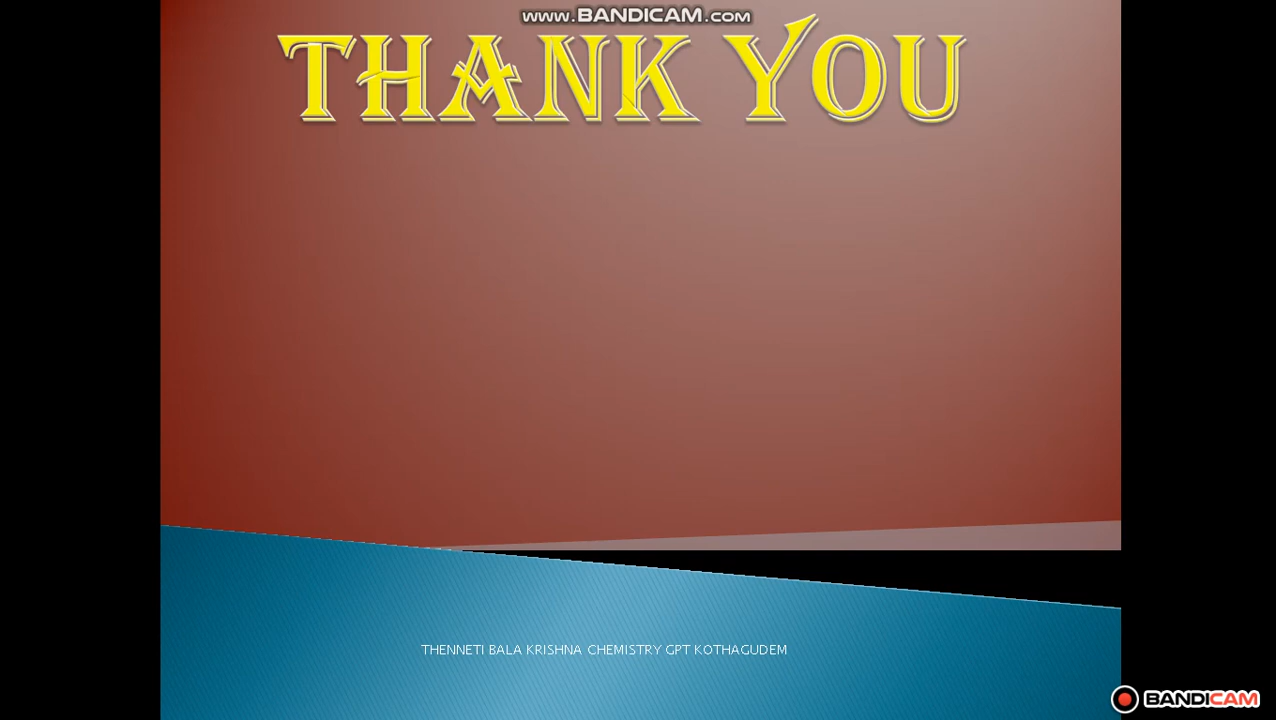 www.BANDICAM.com
THANK YOU
THENNETI BALA KRISHNA CHEMISTRY GPT KOTHAGUDEM
BANDICAM